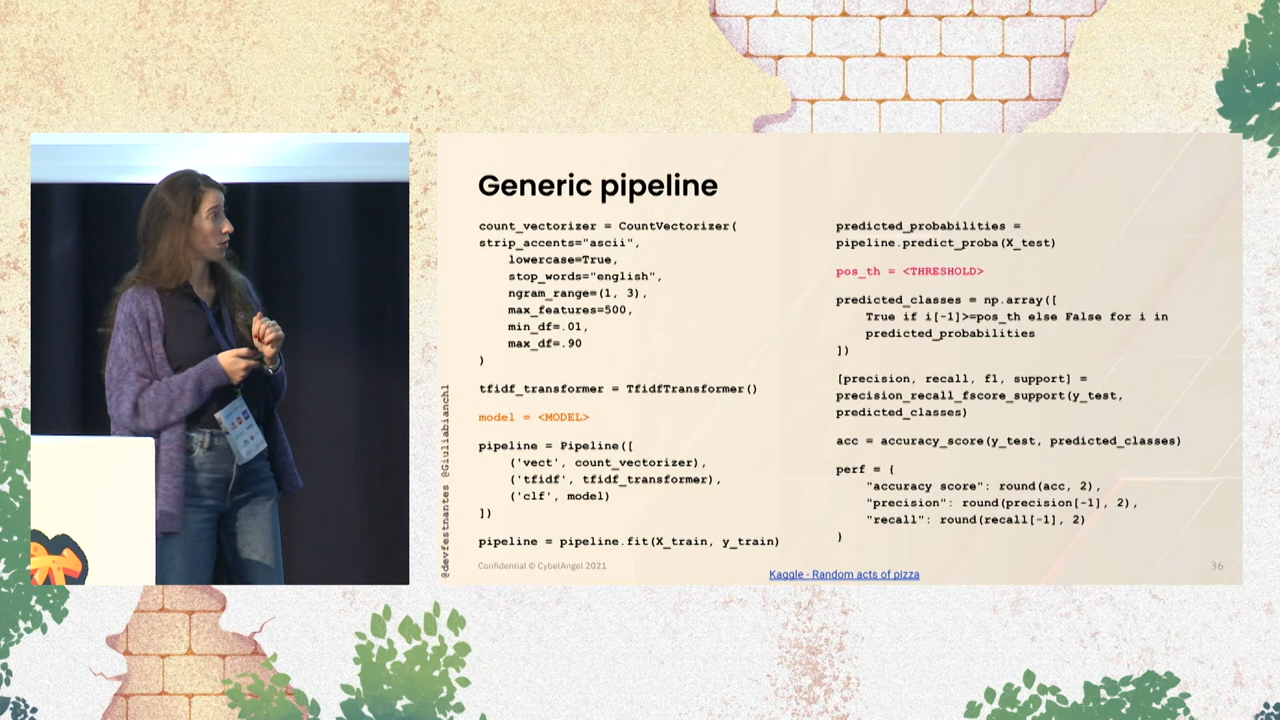 Generic pipeline
count_vectorizer = CountVectorizer(
strip_accents="ascii",
lowercase=True,
stop_words="english",
ngram_range=(1, 3),
max_features=500,
min_df=.01,
max_df=.90
)
tfidf_transformer = TfidfTransformer()
model = <MODEL>
pipeline = Pipeline([
('vect', count_vectorizer),
('tfidf', tfidf_transformer),
('clf', model)
])
pipeline = pipeline.fit(X_train, y_train)
predicted_probabilities =
pipeline.predict_proba(X_test)
pos_th = <THRESHOLD>
predicted_classes = np.array([
True if i[-1]>=pos_th else False for i in
predicted_probabilities
])
[precision, recall, f1, support] =
precision_recall_fscore_support(y_test,
predicted_classes)
acc = accuracy_score(y_test, predicted_classes)
perf = {
"accuracy score": round(acc, 2),
"precision": round(precision[-1], 2),
"recall": round(recall[-1], 2)
}
@devfestnantes @Giuliabianchl
Confidential © CybelAngel 2021
Kaggle - Random acts of pizza
36